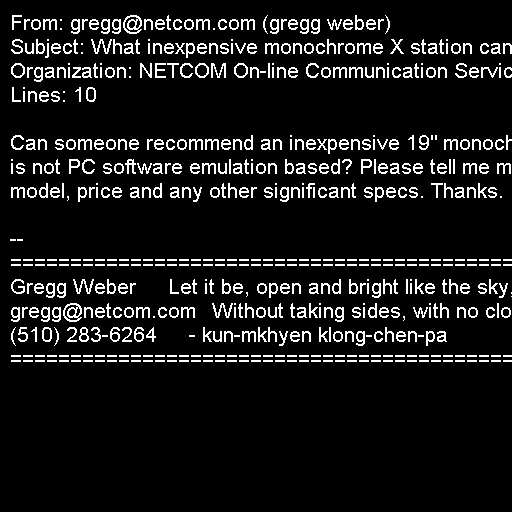 From: gregg@netcom.com (gregg weber)
Subject: What inexpensive monochrome X station can
Organization: NETCOM On-line Communication
Lines: 10
Can someone recommend an inexpensive 19"
is not PC software emulation based? Please tell me
model, price and any other significant specs. Thanks.
--
==========================================
Gregg Weber Let it be, open and bright like the sky,
gregg@netcom.com Without taking sides, with no
(510) 283-6264 - kun-mkhyen klong-chen-pa
==========================================